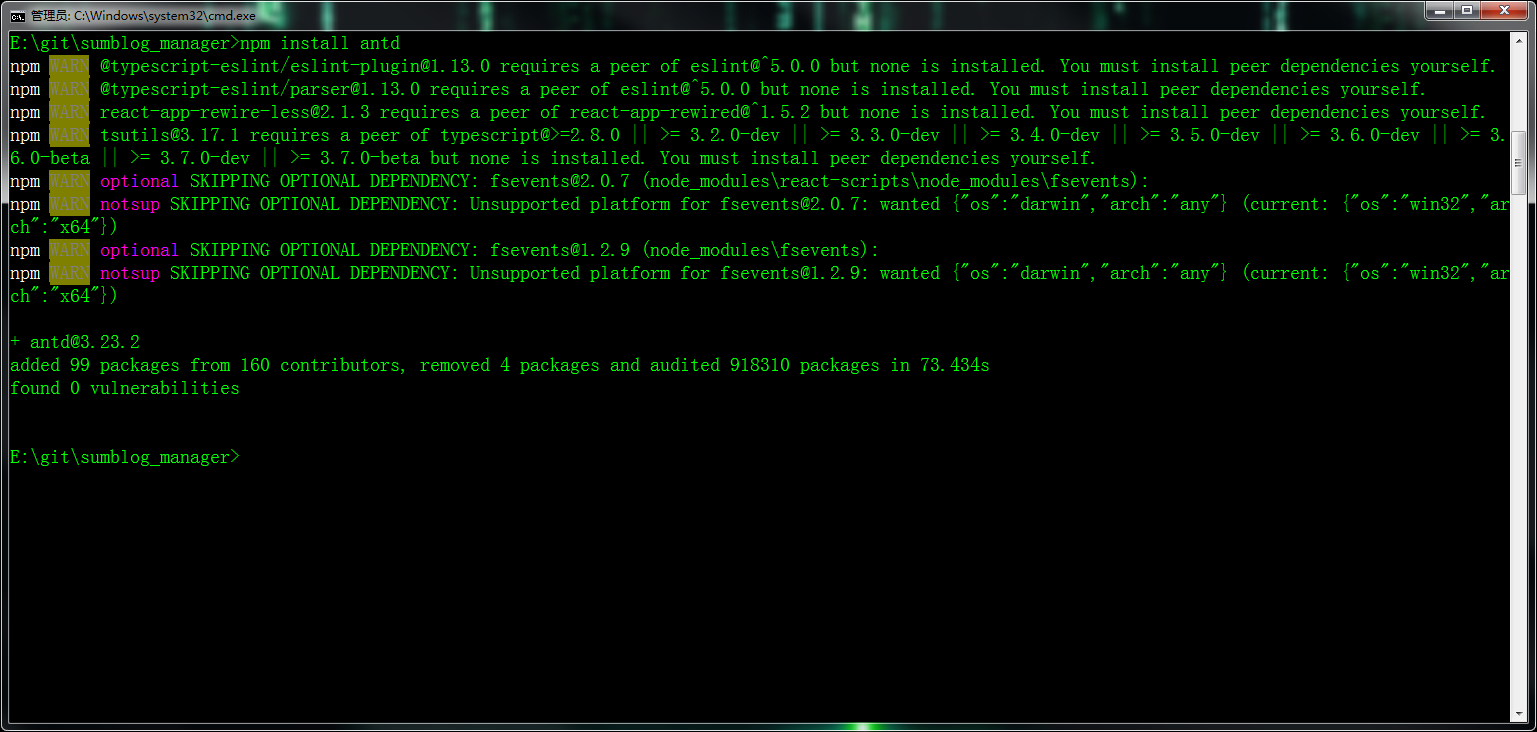 管理员: C:\Windows\system32\cmd.exe
E:\git\sumblog_manager>npm install antd
npm WARN @typescript-eslint/eslint-plugin@1.13.0 requires a peer of eslint@^5.0.0 but none is installed. You must install peer dependencies yourself.
npm WARN @typescript-eslint/parser@1.13.0 requires a peer of eslint@^5.0.0 but none is installed. You must install peer dependencies yourself.
npm WARN react-app-rewire-less@2.1.3 requires a peer of react-app-rewired@^1.5.2 but none is installed. You must install peer dependencies yourself.
npm WARN tsutils@3.17.1 requires a peer of typescript@>=2.8.0 || >= 3.2.0-dev || >= 3.3.0-dev || >= 3.4.0-dev || >= 3.5.0-dev || >= 3.6.0-dev || >= 3.
6.0-beta || >= 3.7.0-dev || >= 3.7.0-beta but none is installed. You must install peer dependencies yourself.
npm WARN optional SKIPPING OPTIONAL DEPENDENCY: fsevents@2.0.7 (node_modules\react-scripts\node_modules\fsevents):
npm WARN notsup SKIPPING OPTIONAL DEPENDENCY: Unsupported platform for fsevents@2.0.7: wanted {"os":"darwin","arch":"any"} (current: {"os":"win32","ar
ch":"x64"})
npm WARN optional SKIPPING OPTIONAL DEPENDENCY: fsevents@1.2.9 (node_modules\fsevents):
npm WARN notsup SKIPPING OPTIONAL DEPENDENCY: Unsupported platform for fsevents@1.2.9: wanted {"os":"darwin","arch":"any"} (current: {"os":"win32","ar
ch":"x64"})
+ antd@3.23.2
added 99 packages from 160 contributors, removed 4 packages and audited 918310 packages in 73.434s
found 0 vulnerabilities
E:\git\sumblog_manager>